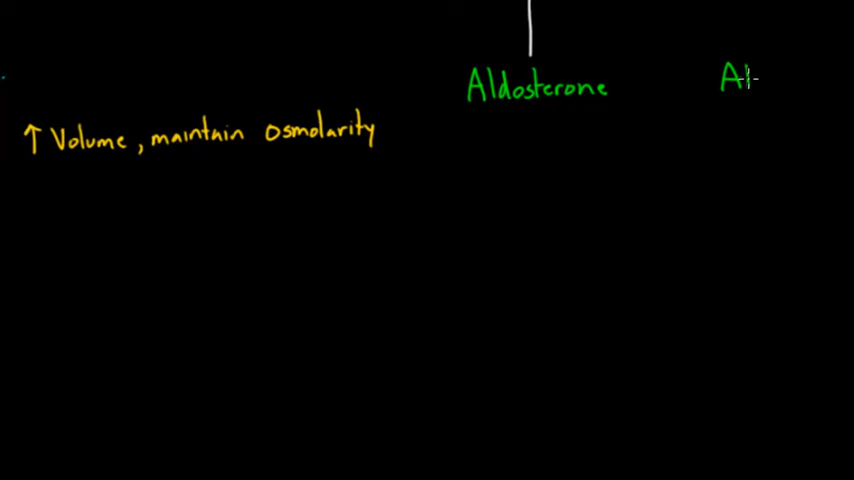 Aldosterone
↑ Volume, maintain osmolarity